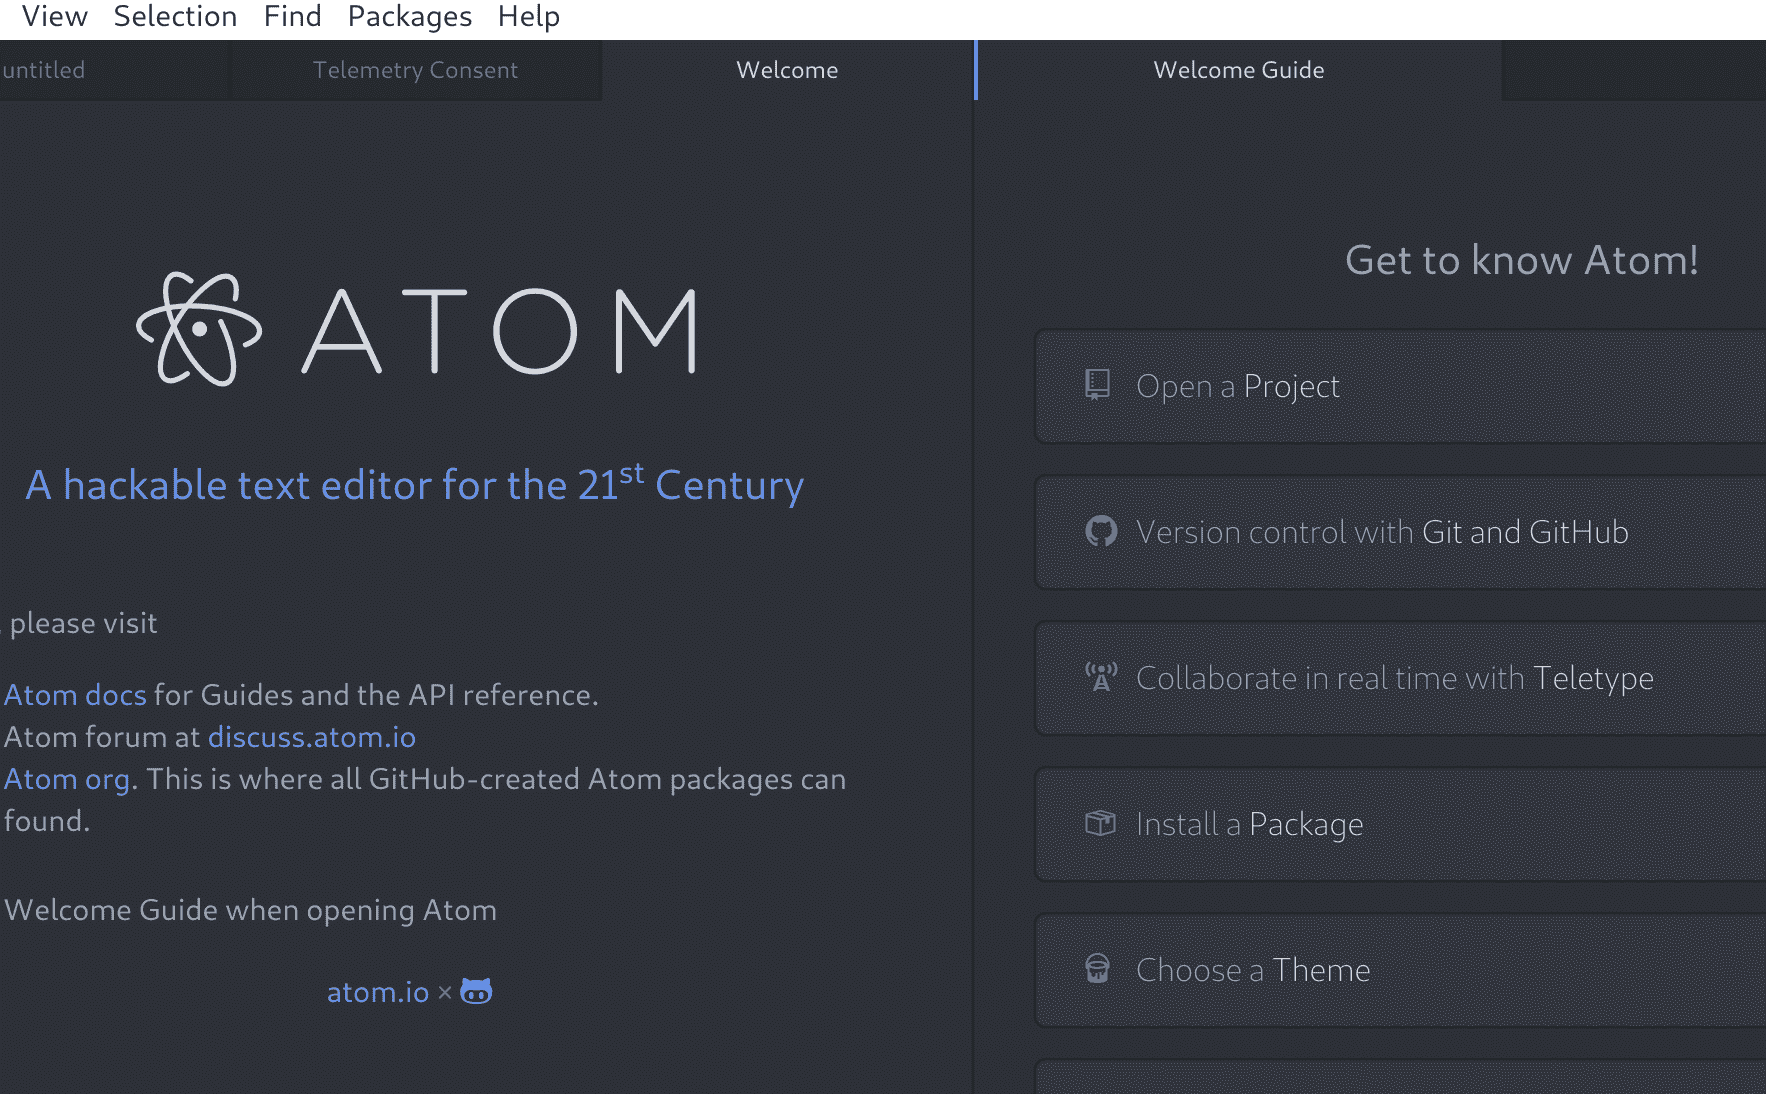 View Selection Find Packages Help
untitled Telemetry Consent Welcome Welcome Guide
ATOM
A hackable text editor for the 21st Century
, please visit
Atom docs for Guides and the API reference.
Atom forum at discuss.atom.io
Atom org. This is where all GitHub-created Atom packages can
found.
Welcome Guide when opening Atom
atom.io ×
Get to know Atom!
Open a Project
Version control with Git and GitHub
Collaborate in real time with Teletype
Install a Package
Choose a Theme